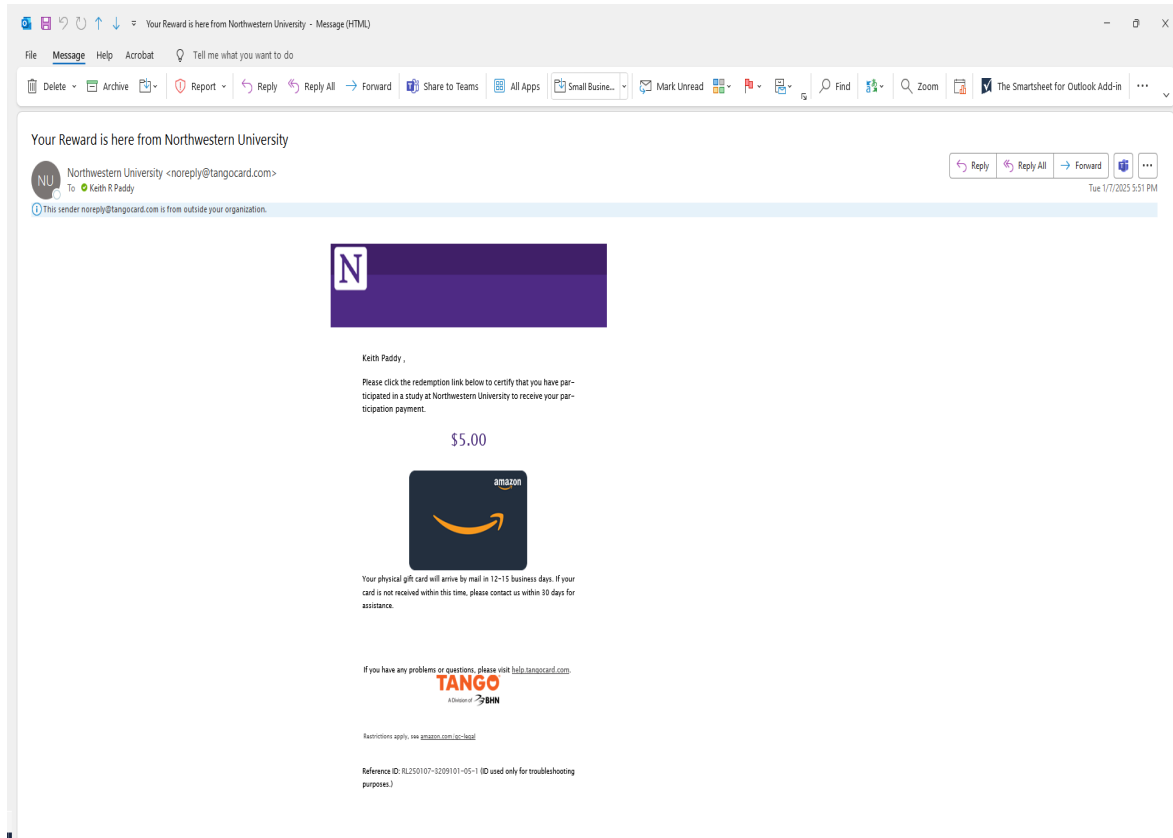 Your Reward is here from Northwestern University - Message (HTML)
File Message Help Acrobat Tell me what you want to do
Delete Archive Report Reply Reply All Forward Share to Teams All Apps Small Busine... Mark Unread Find Zoom The Smartsheet for Outlook Add-in ...
Your Reward is here from Northwestern University
NU
Northwestern University <noreply@tangocard.com>
To Keith R Paddy
Reply Reply All Forward ...
Tue 1/7/2025 5:51 PM
This sender noreply@tangocard.com is from outside your organization.
N
Keith Paddy ,
Please click the redemption link below to certify that you have par-
ticipated in a study at Northwestern University to receive your par-
ticipation payment.
$5.00
amazon
Your physical gift card will arrive by mail in 12-15 business days. If your
card is not received within this time, please contact us within 30 days for
assistance.
If you have any problems or questions, please visit help.tangocard.com.
TANGO
A Division of BHN
Restrictions apply, see amazon.com/gc-legal
Reference ID: RL250107-3209101-05-1 (ID used only for troubleshooting
purposes.)